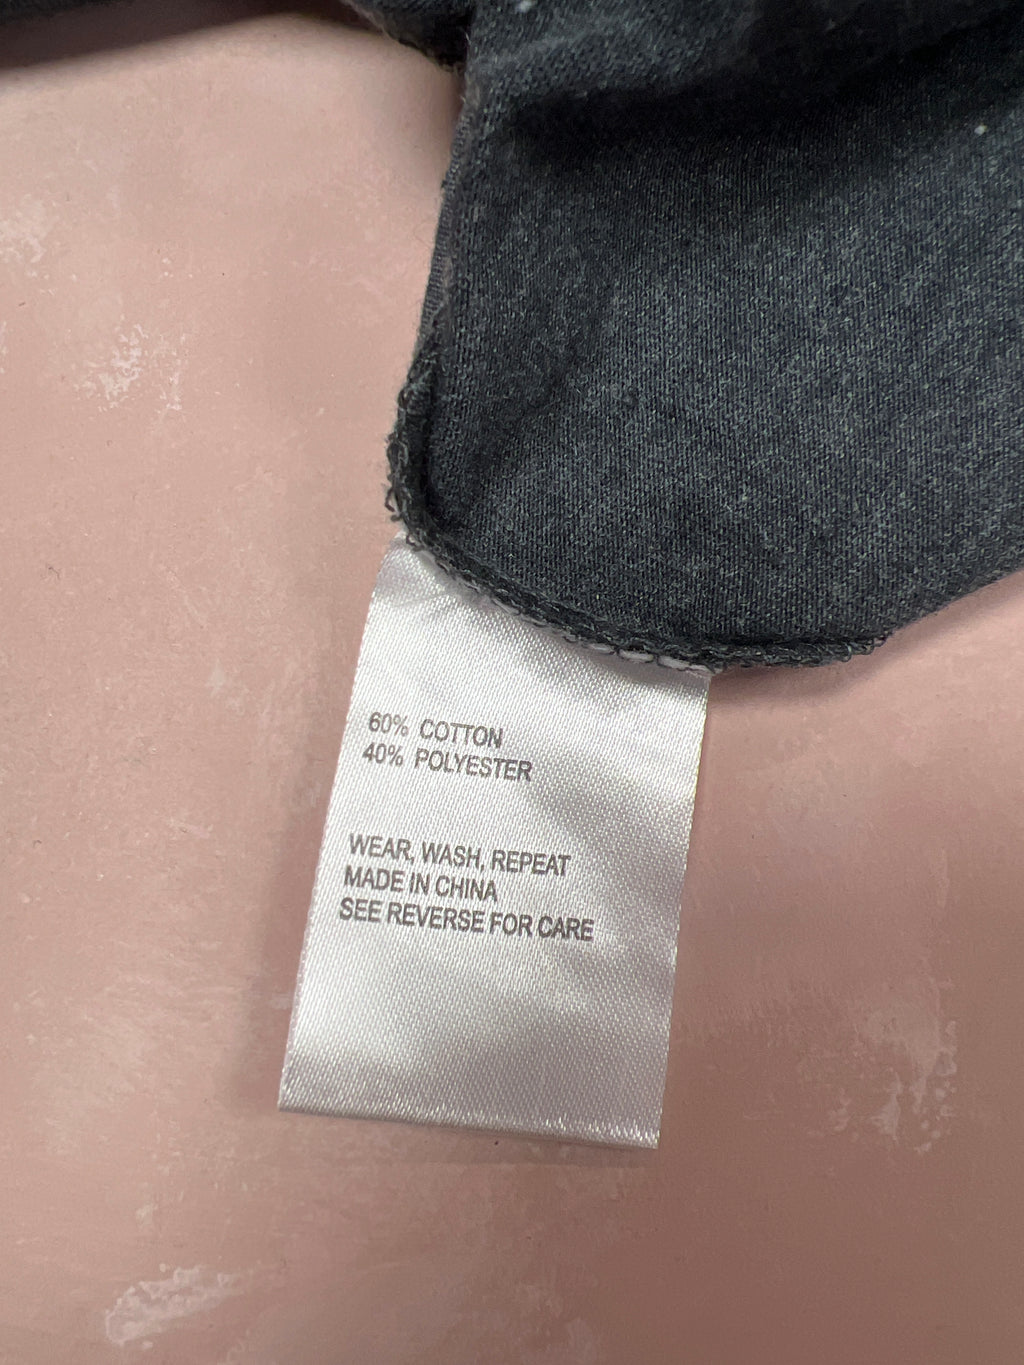 60% COTTON
40% POLYESTER
WEAR, WASH, REPEAT
MADE IN CHINA
SEE REVERSE FOR CARE